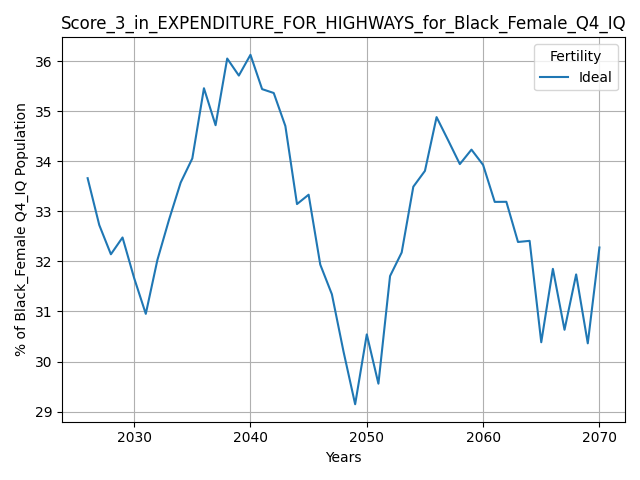 Score_3_in_EXPENDITURE_FOR_HIGHWAYS_for_Black_Female_Q4_IQ
Fertility
Ideal
% of Black_Female Q4_IQ Population
36
35
34
33
32
31
30
29
2030
2040
2050
2060
2070
Years